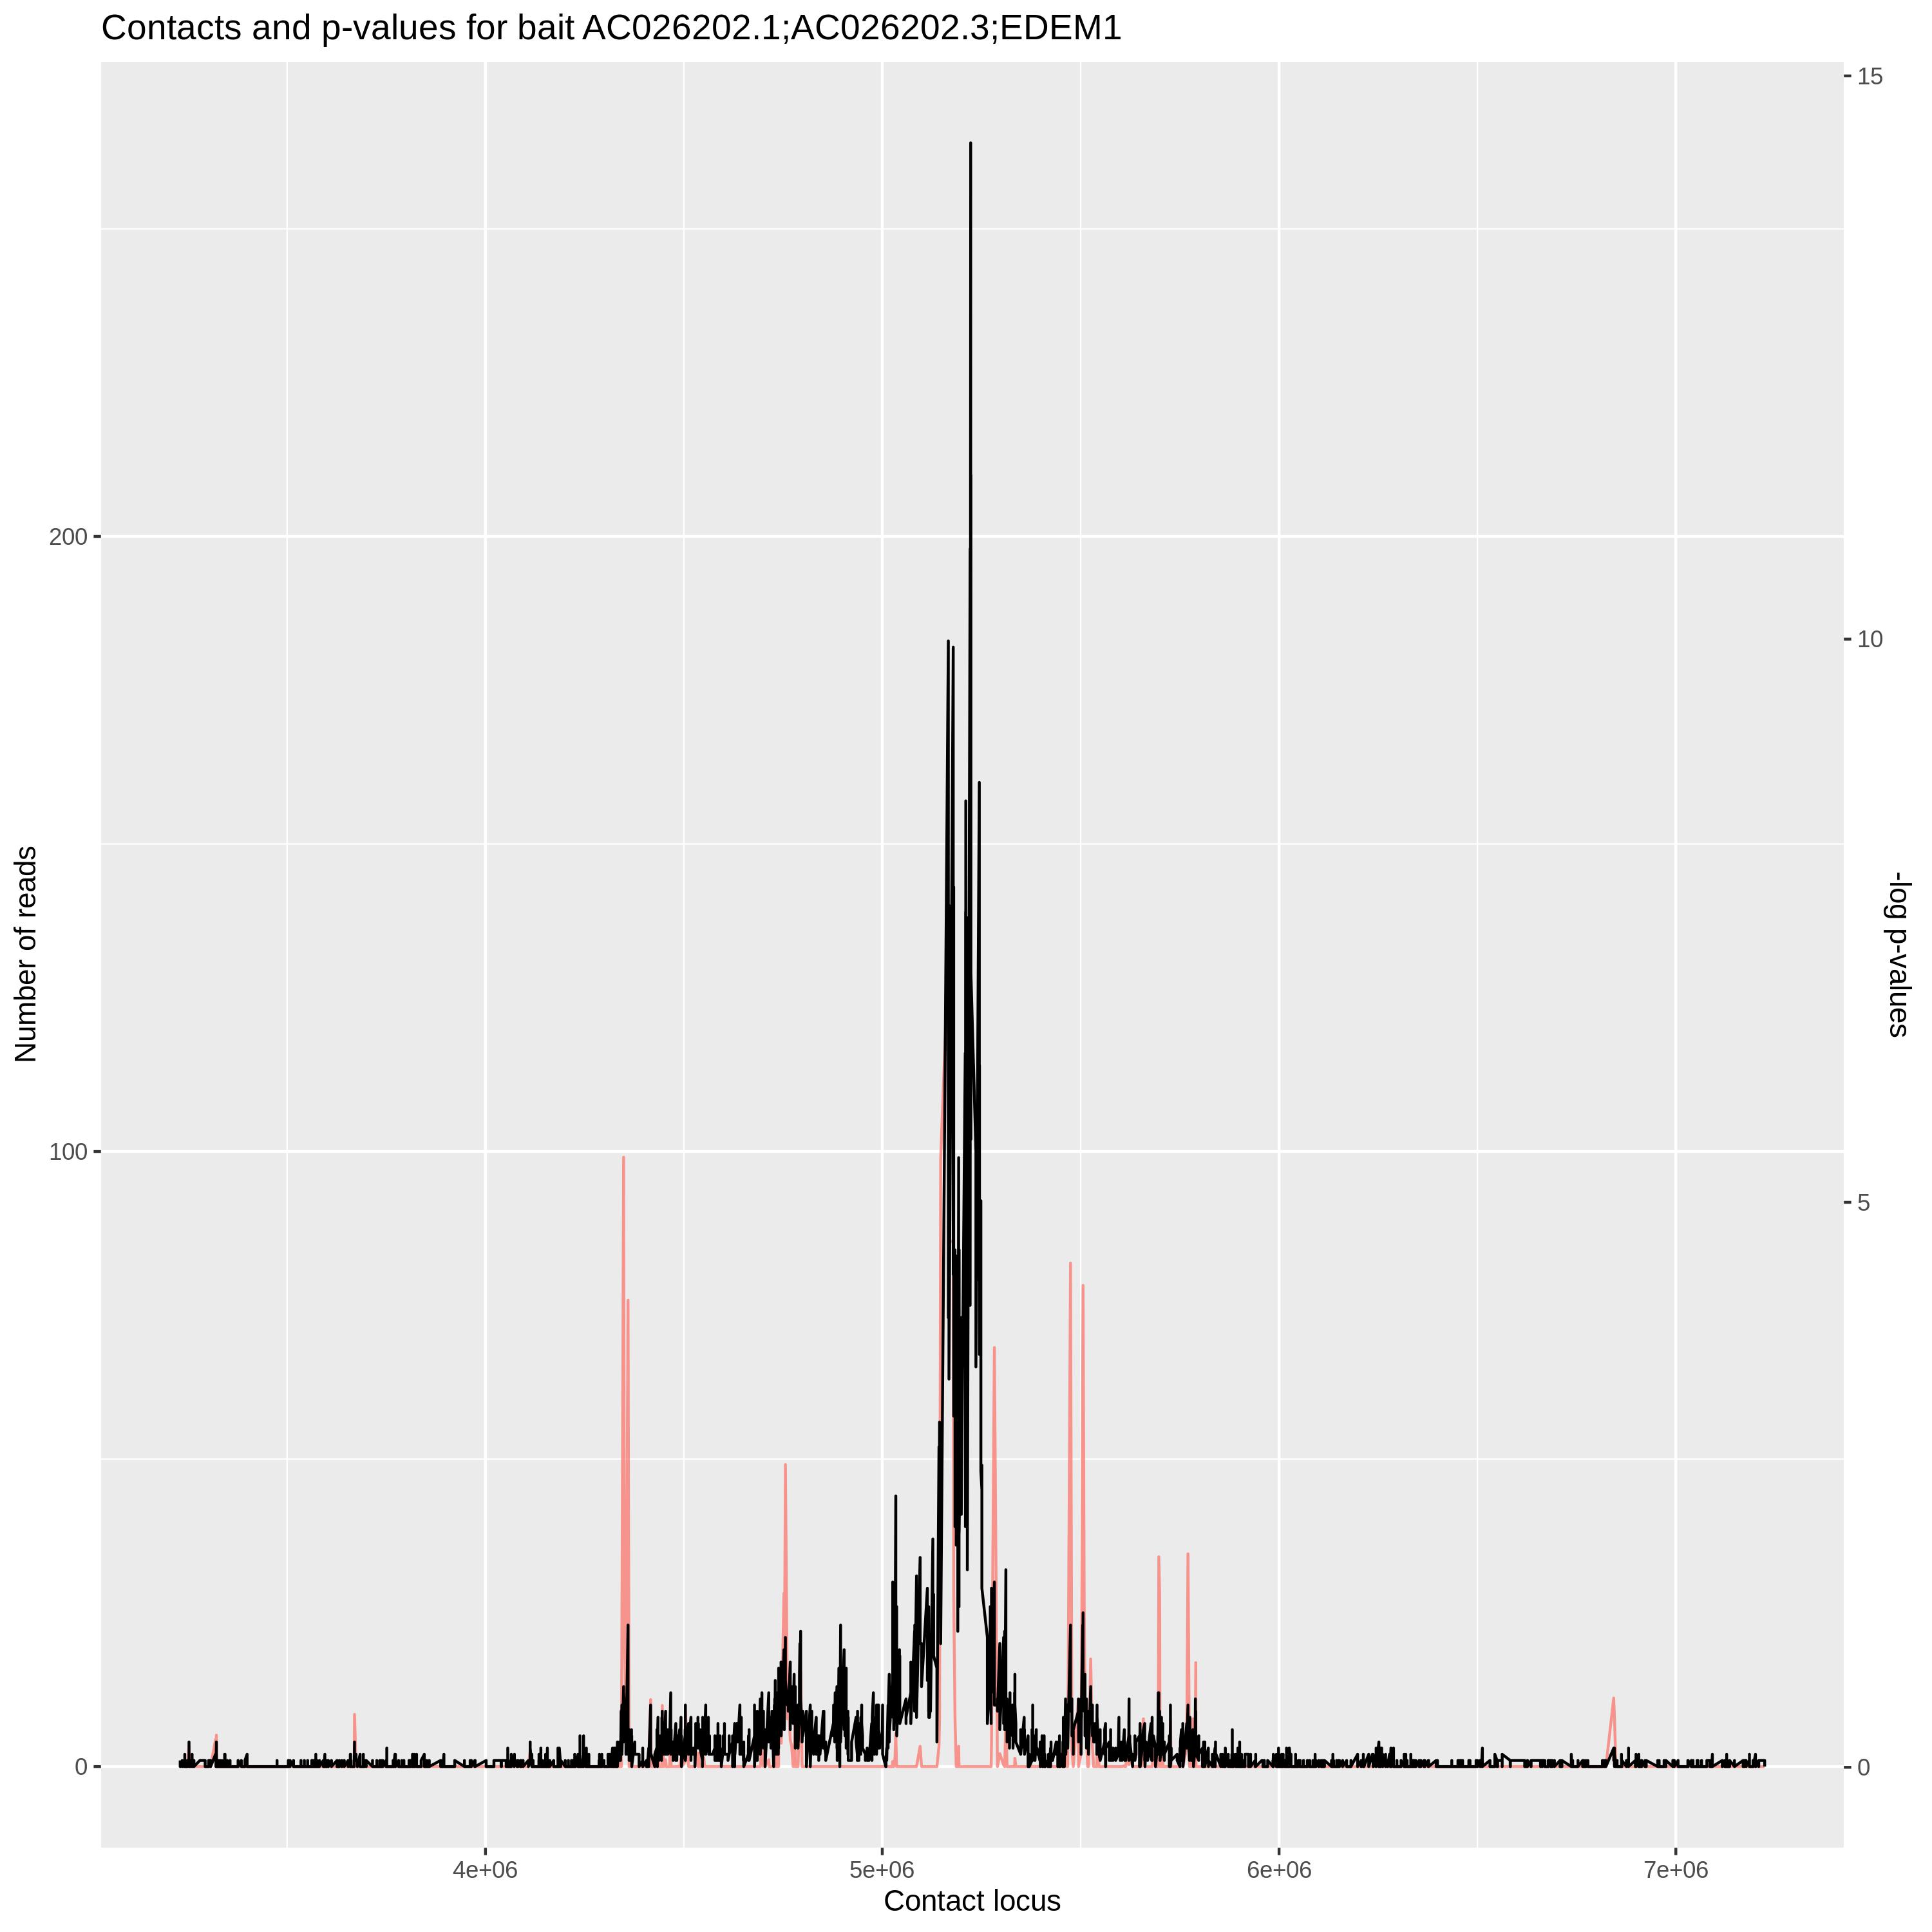 Contacts and p-values for bait AC026202.1;AC026202.3;EDEM1
15
200
10
Number of reads
-log p-values
100
5
0
0
4e+06
5e+06
6e+06
7e+06
Contact locus